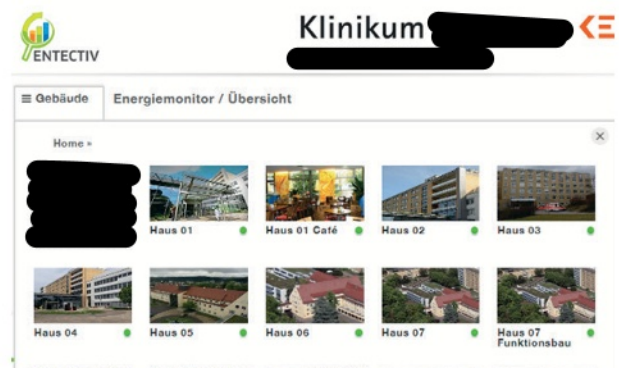 ENTECTIV
Klinikum
KE
≡ Gebäude
Energiemonitor / Übersicht
Home »
×
Haus 01
Haus 01 Café
Haus 02
Haus 03
Haus 04
Haus 05
Haus 06
Haus 07
Haus 07
Funktionsbau